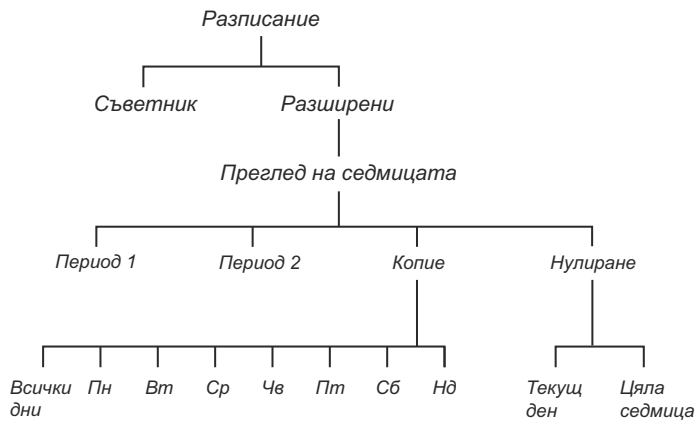 Разписание
Съветник Разширени
Преглед на седмицата
Период 1 Период 2 Копие Нулиране
Всички дни Пн Вт Ср Чв Пт Сб Нд Текущ ден Цяла седмица